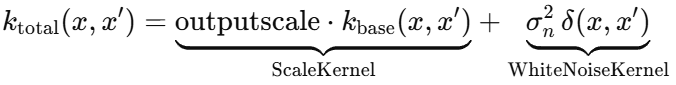 k_total(x, x′) = outputscale · k_base(x, x′) + σ_n^2 δ(x, x′)
ScaleKernel WhiteNoiseKernel